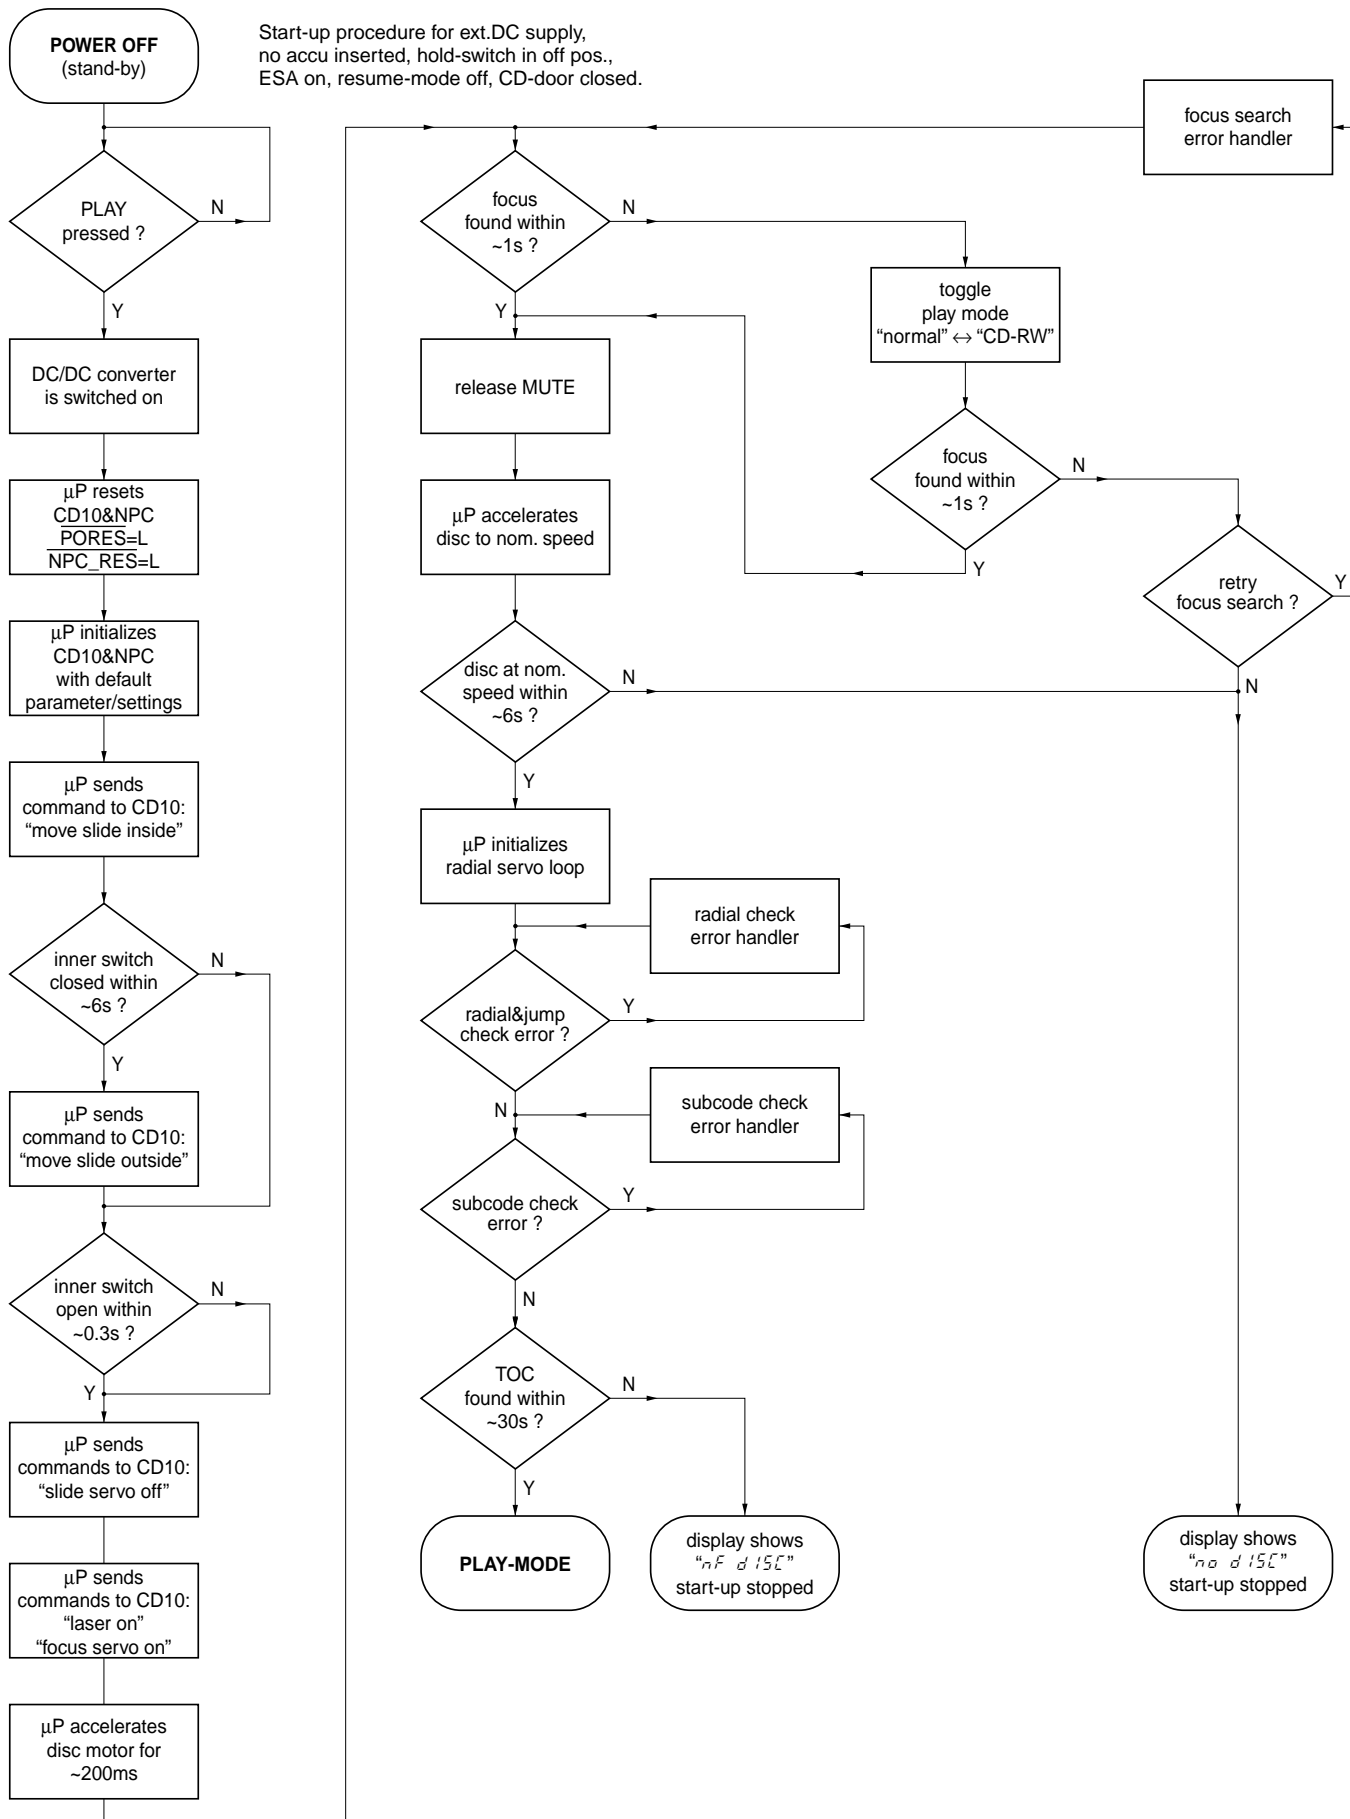 POWER OFF
(stand-by)
Start-up procedure for ext.DC supply,
no accu inserted, hold-switch in off pos.,
ESA on, resume-mode off, CD-door closed.
PLAY
pressed ?
N
Y
DC/DC converter
is switched on
µP resets
CD10&NPC
PORES=L
NPC_RES=L
µP initializes
CD10&NPC
with default
parameter/settings
µP sends
command to CD10:
“move slide inside”
inner switch
closed within
~6s ?
N
Y
µP sends
command to CD10:
“move slide outside”
inner switch
open within
~0.3s ?
N
Y
µP sends
commands to CD10:
“slide servo off”
µP sends
commands to CD10:
“laser on”
“focus servo on”
µP accelerates
disc motor for
~200ms
focus
found within
~1s ?
N
Y
release MUTE
µP accelerates
disc to nom. speed
disc at nom.
speed within
~6s ?
N
Y
µP initializes
radial servo loop
radial check
error handler
radial&jump
check error ?
Y
N
subcode check
error handler
subcode check
error ?
Y
N
TOC
found within
~30s ?
N
Y
PLAY-MODE
display shows
“nF dISC”
start-up stopped
toggle
play mode
“normal” ↔ “CD-RW”
focus
found within
~1s ?
N
Y
focus search
error handler
retry
focus search ?
Y
N
display shows
“no dISC”
start-up stopped